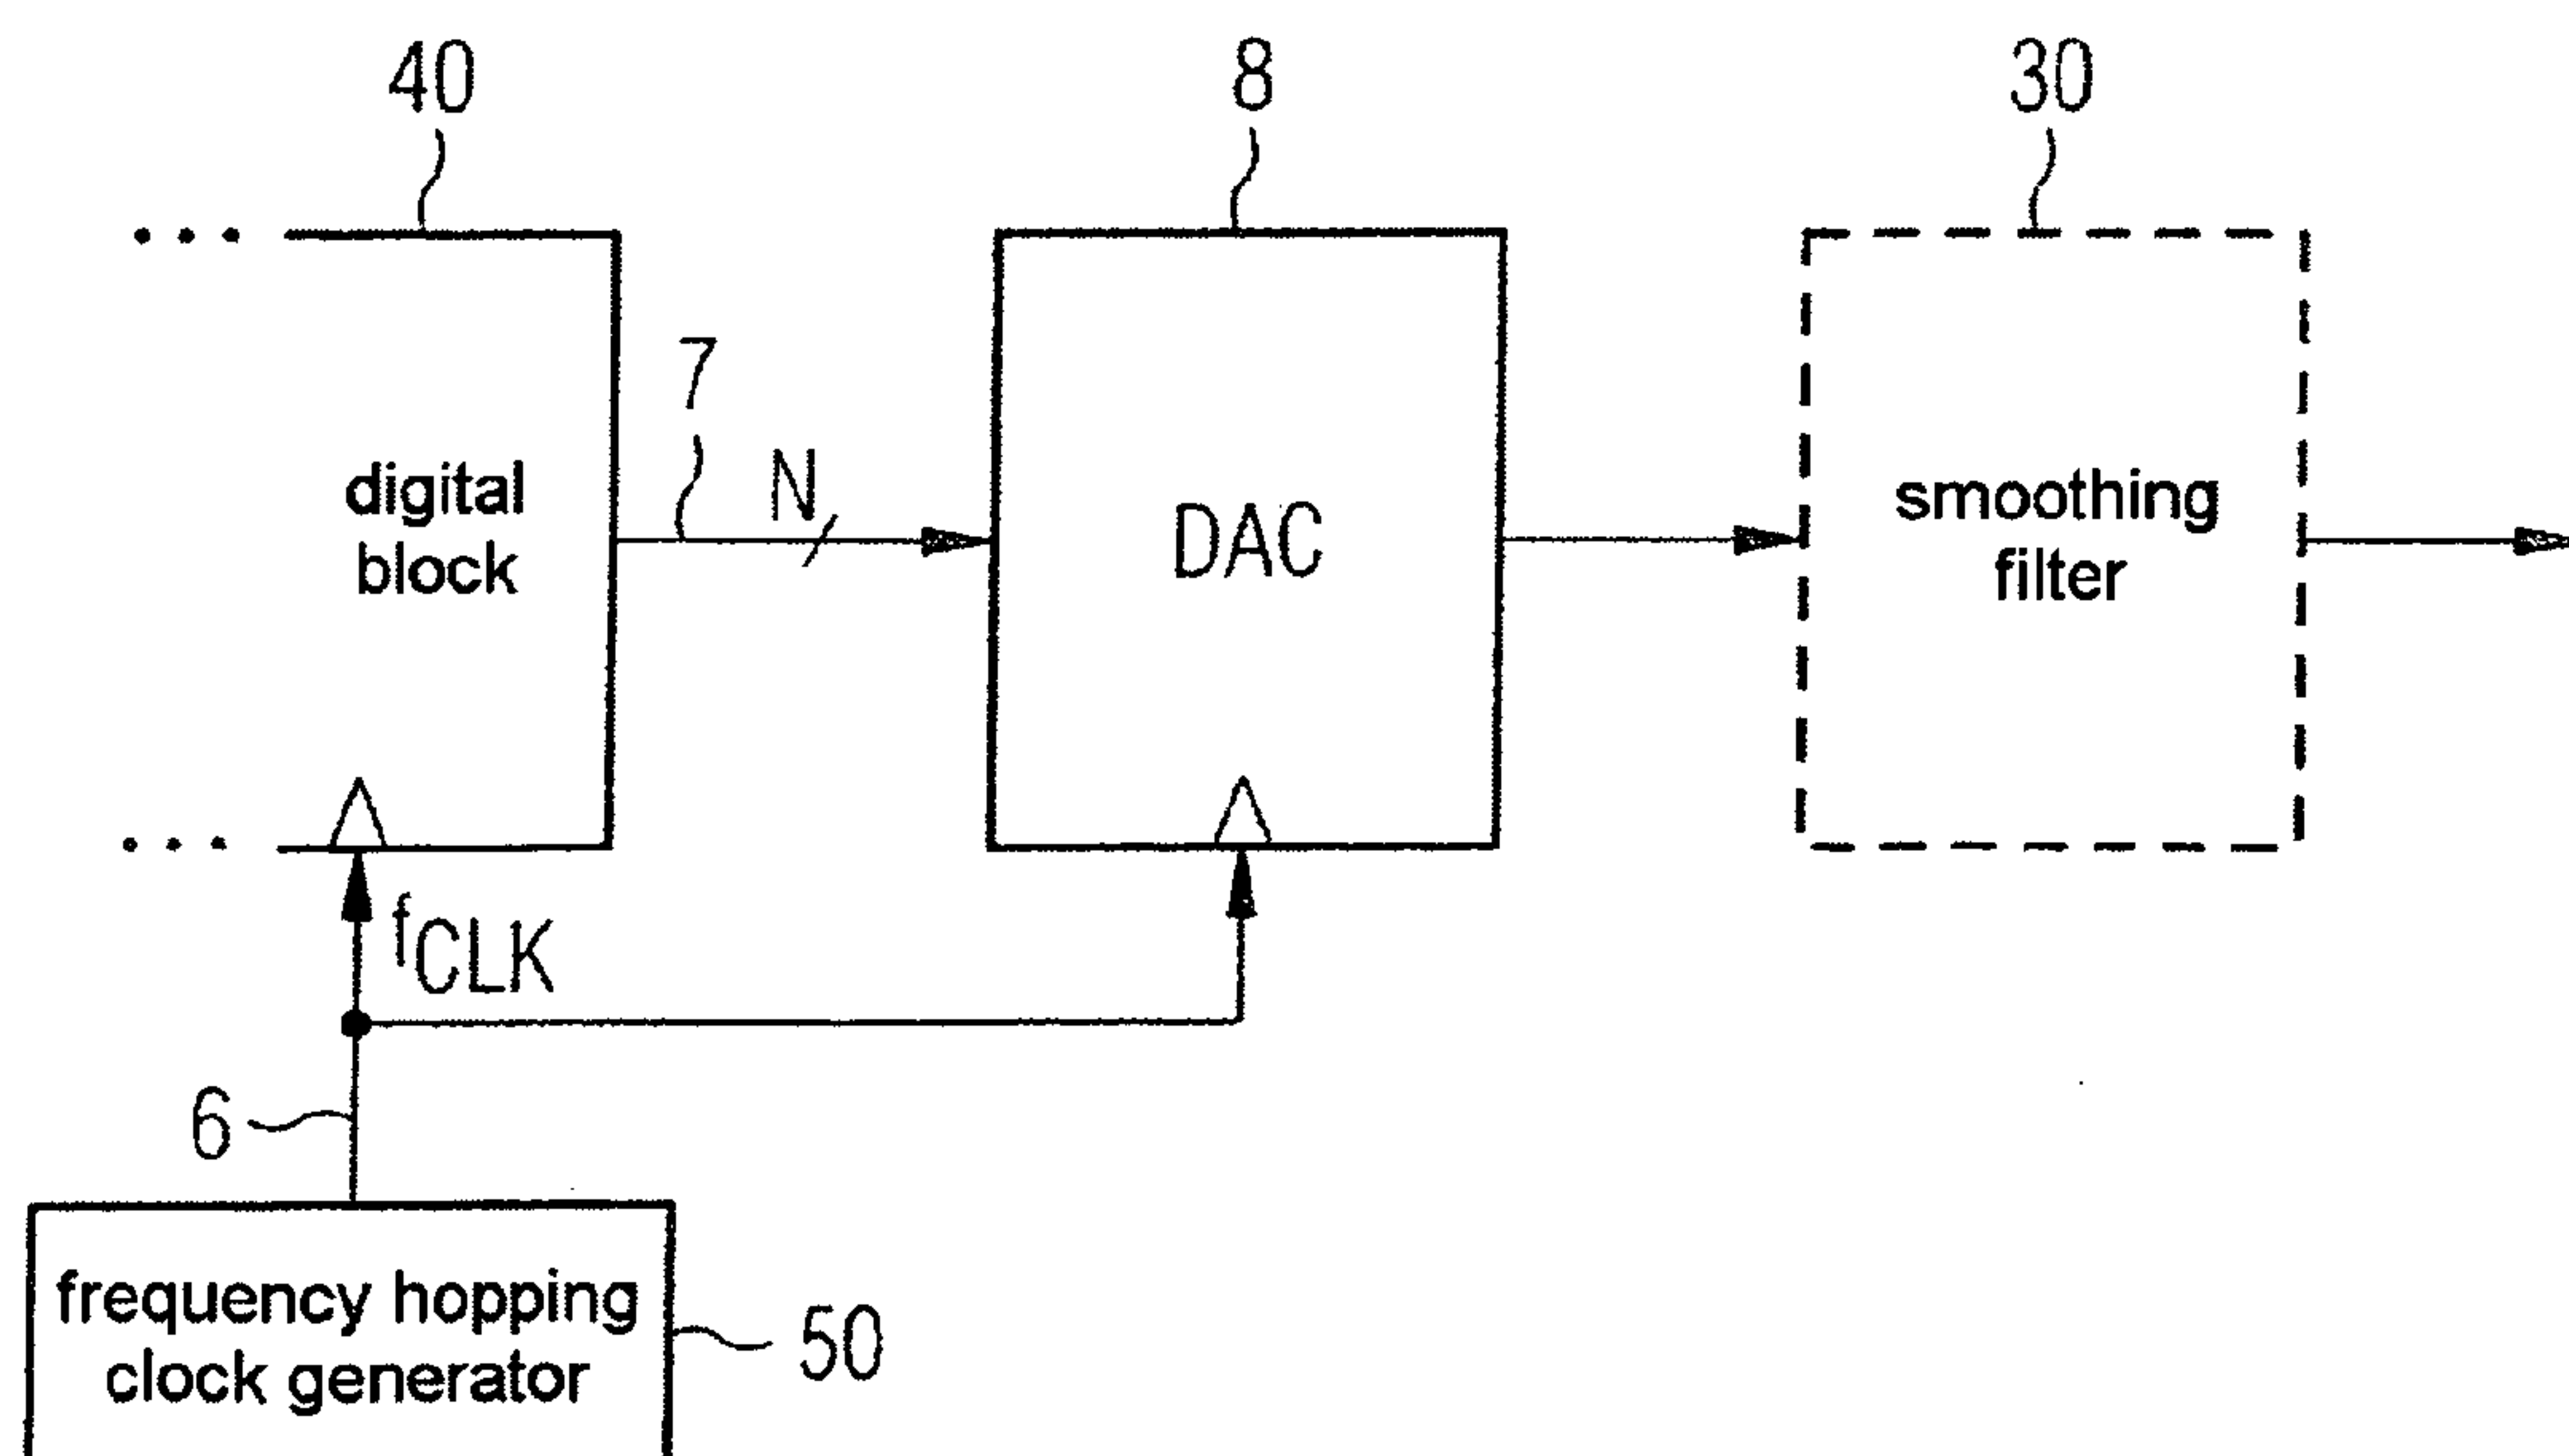 40
8
30
7
N
digital
block
DAC
smoothing
filter
fCLK
6
frequency hopping
clock generator
50